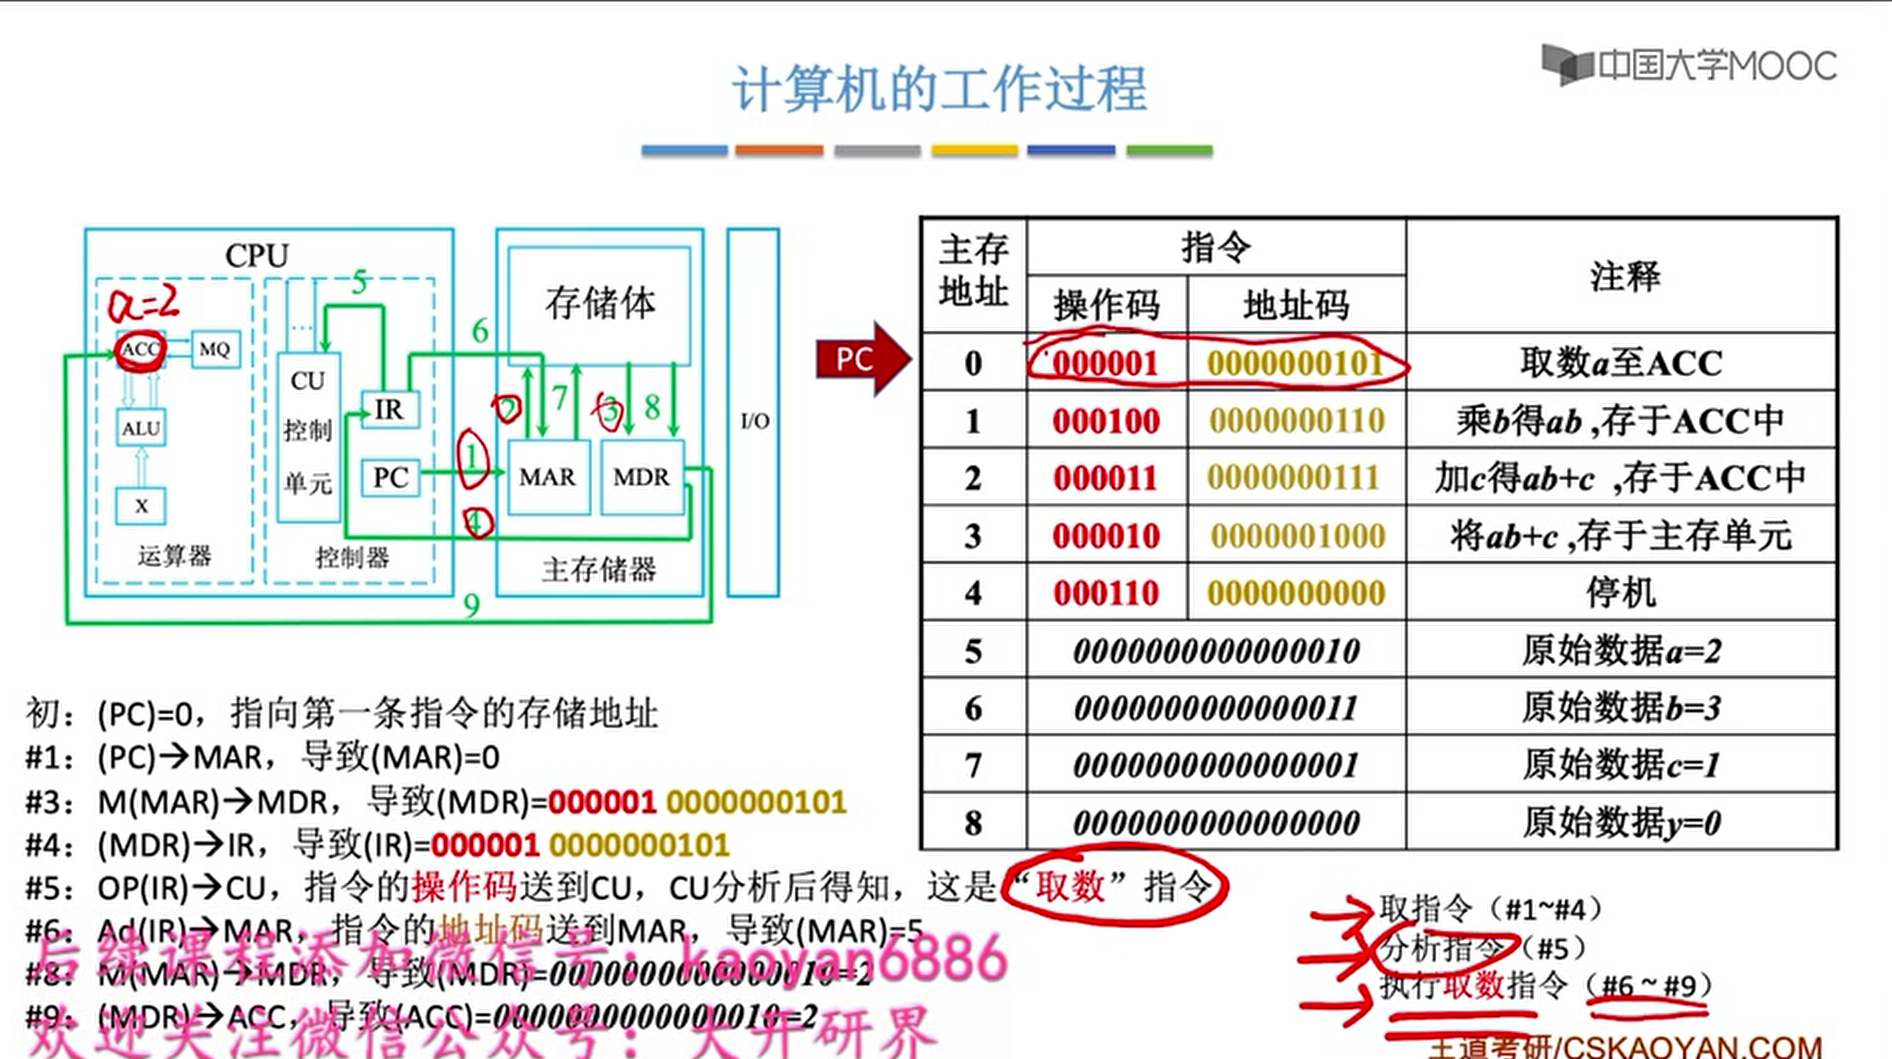 中国大学MOOC
计算机的工作过程
CPU
a=2
ACC
MQ
ALU
X
运算器
5
...
CU
控制
单元
IR
PC
控制器
6
1
4
9
存储体
2
7
3
8
MAR
MDR
主存储器
I/O
PC
主存地址 指令 注释
操作码 地址码
0 000001 0000000101 取数a至ACC
1 000100 0000000110 乘b得ab ,存于ACC中
2 000011 0000000111 加c得ab+c ,存于ACC中
3 000010 0000001000 将ab+c ,存于主存单元
4 000110 0000000000 停机
5 0000000000000010 原始数据a=2
6 0000000000000011 原始数据b=3
7 0000000000000001 原始数据c=1
8 0000000000000000 原始数据y=0
初：(PC)=0，指向第一条指令的存储地址
#1：(PC)→MAR，导致(MAR)=0
#3：M(MAR)→MDR，导致(MDR)=000001 0000000101
#4：(MDR)→IR，导致(IR)=000001 0000000101
#5：OP(IR)→CU，指令的操作码送到CU，CU分析后得知，这是“取数”指令
#6：Ad(IR)→MAR，指令的地址码送到MAR，导致(MAR)=5
#8：M(MAR)→MDR，导致(MDR)=0000000000000010=2
#9：(MDR)→ACC，导致(ACC)=0000000000000010=2
后续课程添加微信号：kaoyan6886
欢迎关注微信公众号：大开研界
取指令（#1~#4）
分析指令（#5）
执行取数指令（#6~#9）
王道考研/CSKAOYAN.COM